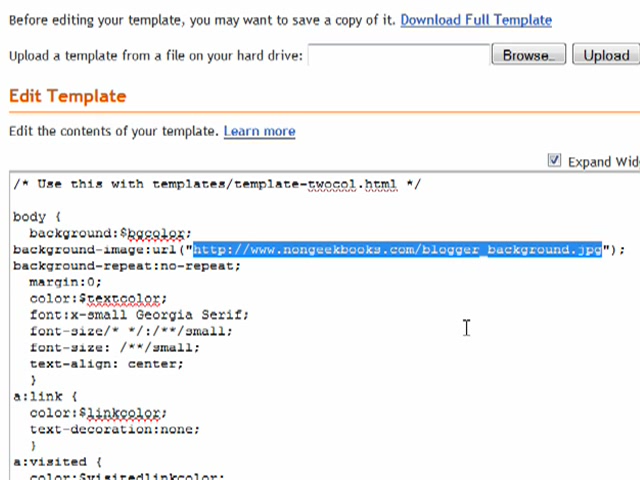 Before editing your template, you may want to save a copy of it. Download Full Template
Upload a template from a file on your hard drive: Browse... Upload
Edit Template
Edit the contents of your template. Learn more
Expand Wid
/* Use this with templates/template-twocol.html */
body {
background:$bgcolor;
background-image:url("http://www.nongeekbooks.com/blogger_background.jpg");
background-repeat:no-repeat;
margin:0;
color:$textcolor;
font:x-small Georgia Serif;
font-size/* */:/**/small;
font-size: /**/small;
text-align: center;
}
a:link {
color:$linkcolor;
text-decoration:none;
}
a:visited {
color:$visitedlinkcolor;